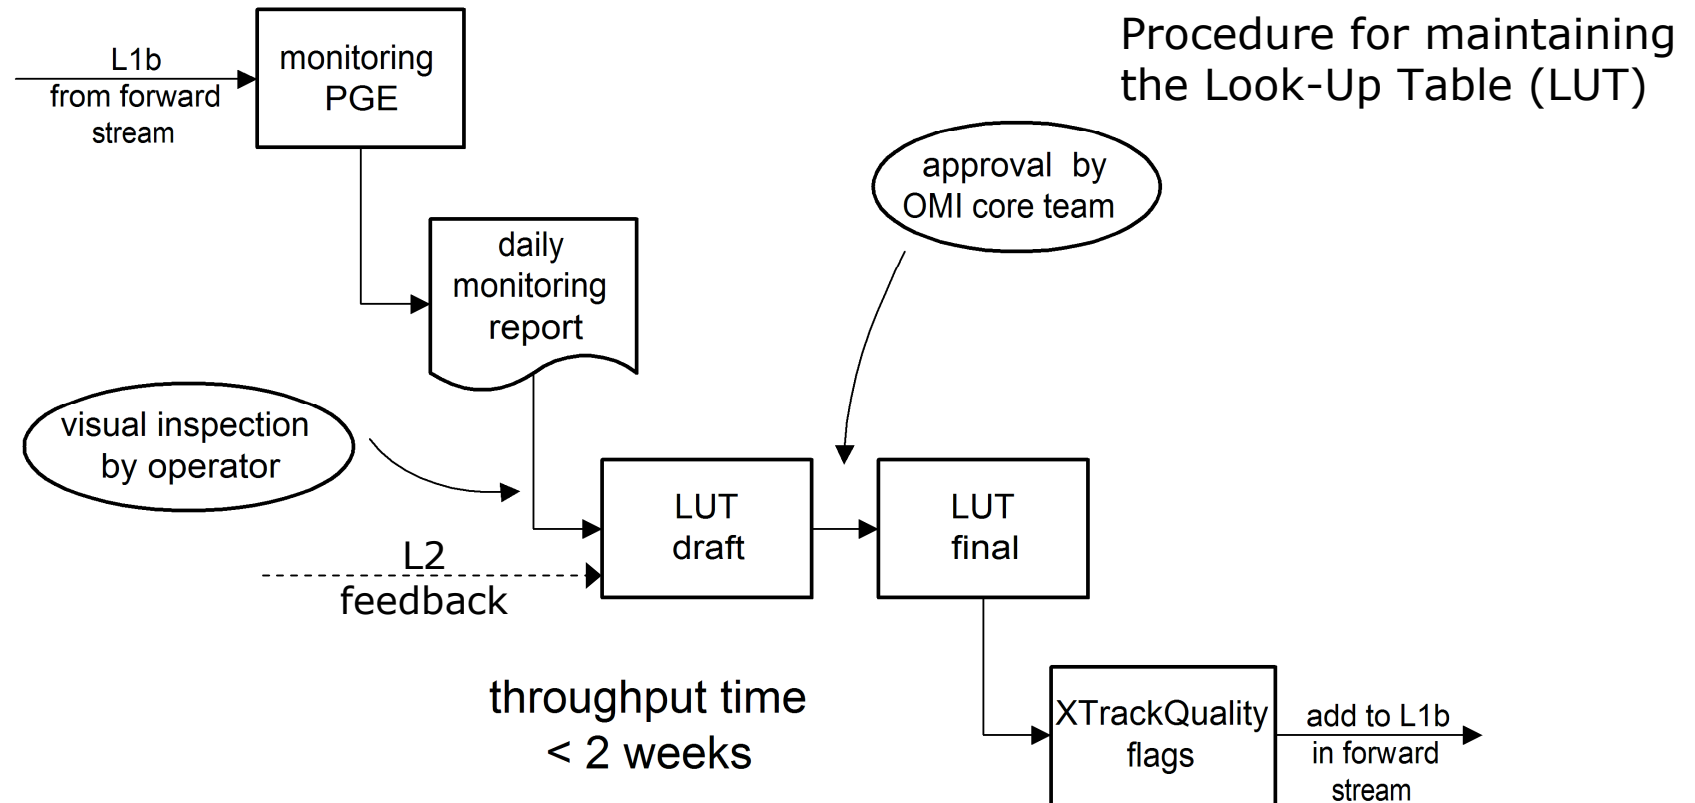 Procedure for maintaining
the Look-Up Table (LUT)
L1b
from forward
stream
monitoring
PGE
approval by
OMI core team
daily
monitoring
report
visual inspection
by operator
LUT
draft
LUT
final
L2
feedback
throughput time
< 2 weeks
XTrackQuality
flags
add to L1b
in forward
stream